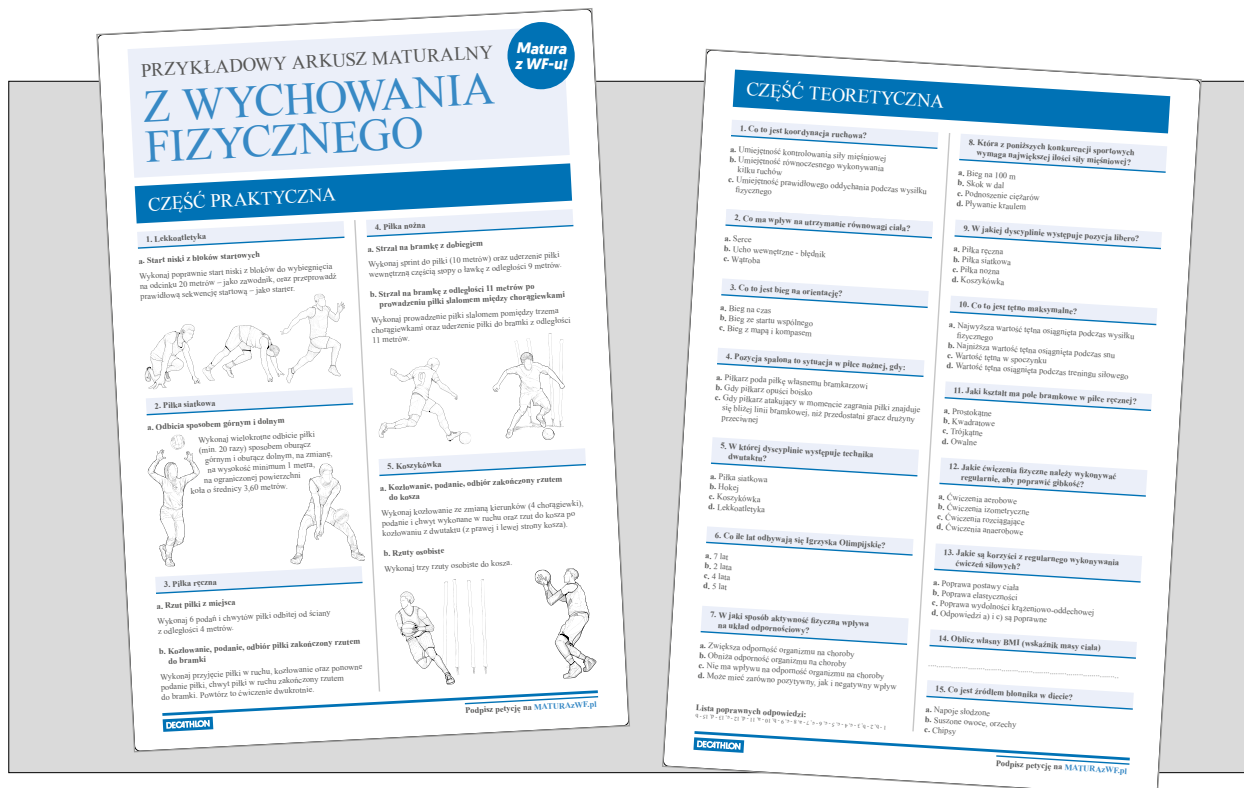 PRZYKŁADOWY ARKUSZ MATURALNY
Z WYCHOWANIA
FIZYCZNEGO
Matura
z WF-u!
CZĘŚĆ PRAKTYCZNA
1. Lekkoatletyka
a. Start niski z bloków startowych
Wykonaj poprawnie start niski z bloków do wybiegnięcia
na odcinku 20 metrów – jako zawodnik, oraz przeprowadź
prawidłową sekwencję startową – jako starter.
2. Piłka siatkowa
a. Odbicia sposobem górnym i dolnym
Wykonaj wielokrotne odbicie piłki
(min. 20 razy) sposobem oburącz
górnym i oburącz dolnym, na zmianę,
na wysokość minimum 1 metra,
na ograniczonej powierzchni
koła o średnicy 3,60 metrów.
3. Piłka ręczna
a. Rzut piłki z miejsca
Wykonaj 6 podań i chwytów piłki odbitej od ściany
z odległości 4 metrów.
b. Kozłowanie, podanie, odbiór piłki zakończony rzutem
do bramki
Wykonaj przyjęcie piłki w ruchu, kozłowanie oraz ponowne
podanie piłki, chwyt piłki w ruchu zakończony rzutem
do bramki. Powtórz to ćwiczenie dwukrotnie.
4. Piłka nożna
a. Strzał na bramkę z dobiegiem
Wykonaj sprint do piłki (10 metrów) oraz uderzenie piłki
wewnętrzną częścią stopy o ławkę z odległości 9 metrów.
b. Strzał na bramkę z odległości 11 metrów po
prowadzeniu piłki slalomem między chorągiewkami
Wykonaj prowadzenie piłki slalomem pomiędzy trzema
chorągiewkami oraz uderzenie piłki do bramki z odległości
11 metrów.
5. Koszykówka
a. Kozłowanie, podanie, odbiór zakończony rzutem
do kosza
Wykonaj kozłowanie ze zmianą kierunków (4 chorągiewki),
podanie i chwyt wykonane w ruchu oraz rzut do kosza po
kozłowaniu z dwutaktu (z prawej i lewej strony kosza).
b. Rzuty osobiste
Wykonaj trzy rzuty osobiste do kosza.
DECATHLON
Podpisz petycję na MATURAzWF.pl
CZĘŚĆ TEORETYCZNA
1. Co to jest koordynacja ruchowa?
a. Umiejętność kontrolowania siły mięśniowej
b. Umiejętność równoczesnego wykonywania
kilku ruchów
c. Umiejętność prawidłowego oddychania podczas wysiłku
fizycznego
2. Co ma wpływ na utrzymanie równowagi ciała?
a. Serce
b. Ucho wewnętrzne - błędnik
c. Wątroba
3. Co to jest bieg na orientację?
a. Bieg na czas
b. Bieg ze startu wspólnego
c. Bieg z mapą i kompasem
4. Pozycja spalona to sytuacja w piłce nożnej, gdy:
a. Piłkarz poda piłkę własnemu bramkarzowi
b. Gdy piłkarz opuści boisko
c. Gdy piłkarz atakujący w momencie zagrania piłki znajduje
się bliżej linii bramkowej, niż przedostatni gracz drużyny
przeciwnej
5. W której dyscyplinie występuje technika
dwutaktu?
a. Piłka siatkowa
b. Hokej
c. Koszykówka
d. Lekkoatletyka
6. Co ile lat odbywają się Igrzyska Olimpijskie?
a. 7 lat
b. 2 lata
c. 4 lata
d. 5 lat
7. W jaki sposób aktywność fizyczna wpływa
na układ odpornościowy?
a. Zwiększa odporność organizmu na choroby
b. Obniża odporność organizmu na choroby
c. Nie ma wpływu na odporność organizmu na choroby
d. Może mieć zarówno pozytywny, jak i negatywny wpływ
Lista poprawnych odpowiedzi:
8. Która z poniższych konkurencji sportowych
wymaga największej ilości siły mięśniowej?
a. Bieg na 100 m
b. Skok w dal
c. Podnoszenie ciężarów
d. Pływanie kraulem
9. W jakiej dyscyplinie występuje pozycja libero?
a. Piłka ręczna
b. Piłka siatkowa
c. Piłka nożna
d. Koszykówka
10. Co to jest tętno maksymalne?
a. Najwyższa wartość tętna osiągnięta podczas wysiłku
fizycznego
b. Najniższa wartość tętna osiągnięta podczas snu
c. Wartość tętna w spoczynku
d. Wartość tętna osiągnięta podczas treningu siłowego
11. Jaki kształt ma pole bramkowe w piłce ręcznej?
a. Prostokątne
b. Kwadratowe
c. Trójkątne
d. Owalne
12. Jakie ćwiczenia fizyczne należy wykonywać
regularnie, aby poprawić gibkość?
a. Ćwiczenia aerobowe
b. Ćwiczenia izometryczne
c. Ćwiczenia rozciągające
d. Ćwiczenia anaerobowe
13. Jakie są korzyści z regularnego wykonywania
ćwiczeń siłowych?
a. Poprawa postawy ciała
b. Poprawa elastyczności
c. Poprawa wydolności krążeniowo-oddechowej
d. Odpowiedzi a) i c) są poprawne
14. Oblicz własny BMI (wskaźnik masy ciała)
15. Co jest źródłem błonnika w diecie?
a. Napoje słodzone
b. Suszone owoce, orzechy
c. Chipsy
DECATHLON
Podpisz petycję na MATURAzWF.pl